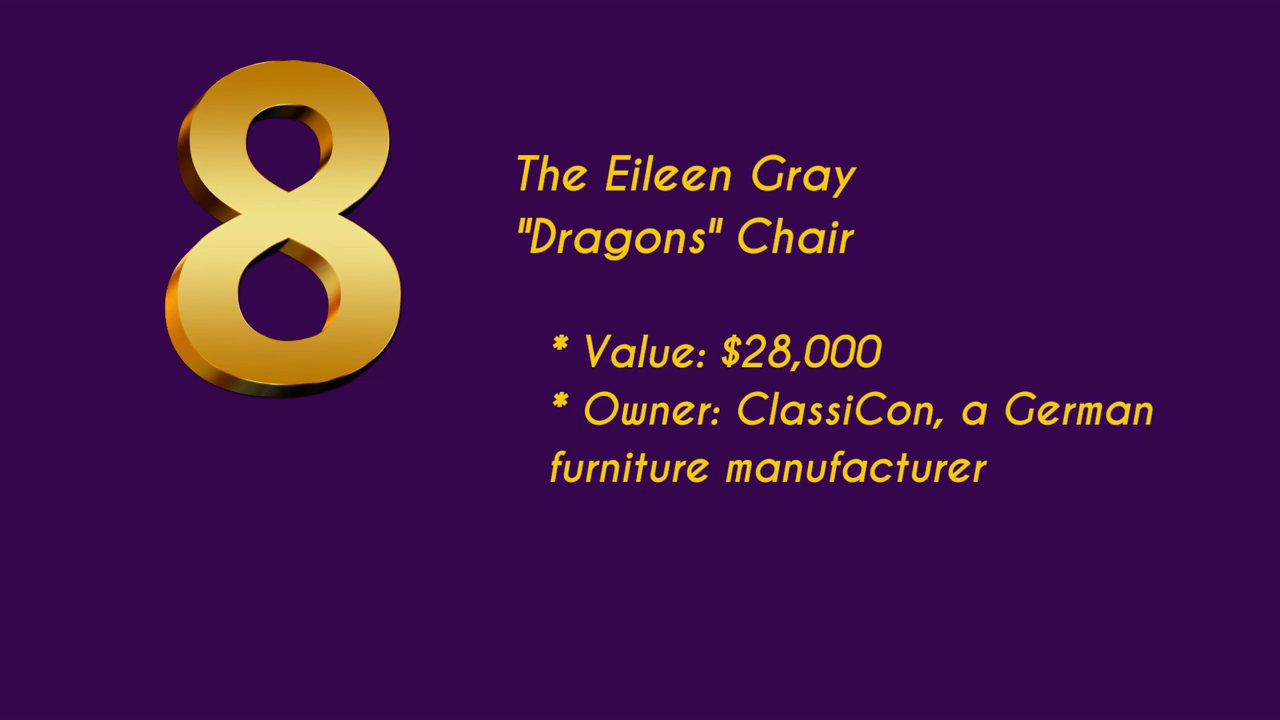 8
The Eileen Gray
"Dragons" Chair
* Value: $28,000
* Owner: ClassiCon, a German
furniture manufacturer